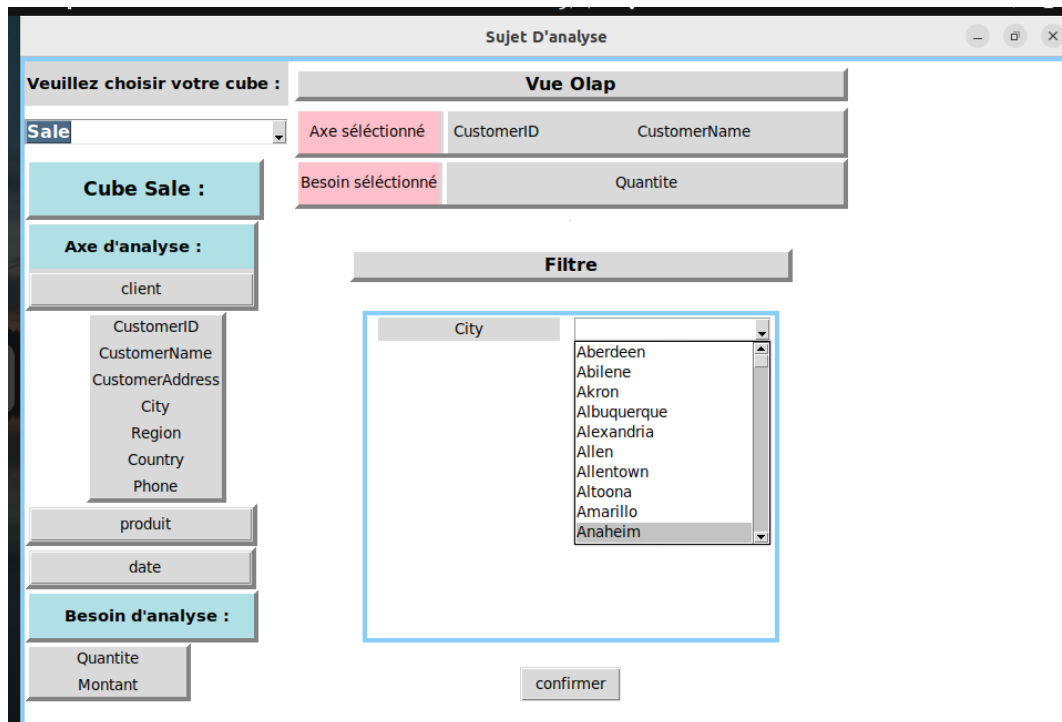 Sujet D'analyse
Veuillez choisir votre cube :
Sale
Cube Sale :
Axe d'analyse :
client
CustomerID
CustomerName
CustomerAddress
City
Region
Country
Phone
produit
date
Besoin d'analyse :
Quantite
Montant
Vue Olap
Axe séléctionné CustomerID CustomerName
Besoin séléctionné Quantite
Filtre
City
Aberdeen
Abilene
Akron
Albuquerque
Alexandria
Allen
Allentown
Altoona
Amarillo
Anaheim
confirmer